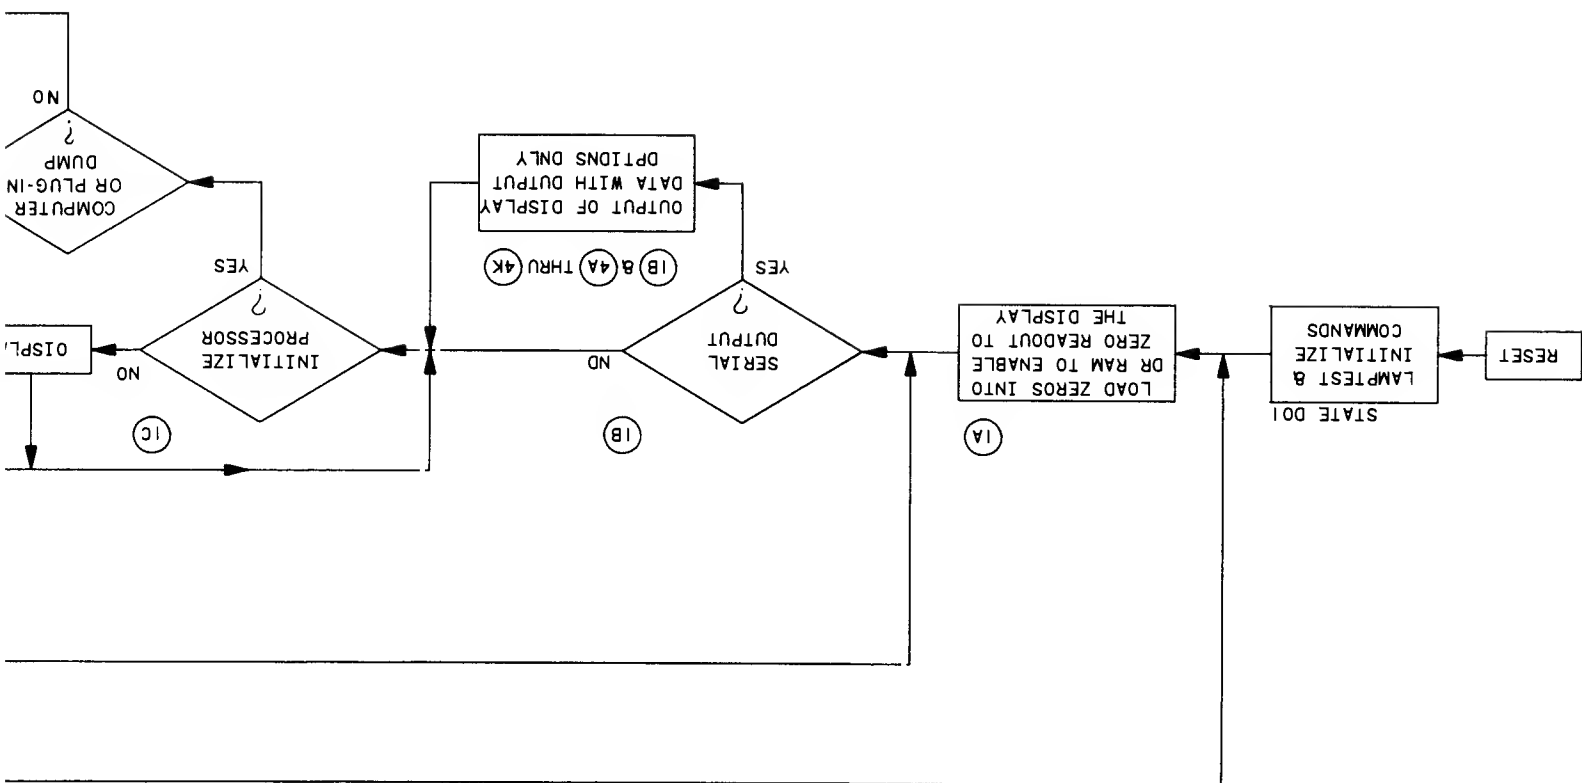 RESET
STATE 001
LAMPTEST &
INITIALIZE
COMMANDS
1A
LOAD ZEROS INTO
DR RAM TO ENABLE
ZERO READOUT TO
THE DISPLAY
1B
SERIAL
OUTPUT
?
YES
NO
1B & 4A THRU 4K
OUTPUT OF DISPLAY
DATA WITH OUTPUT
OPTIONS ONLY
1C
INITIALIZE
PROCESSOR
?
NO
YES
DISPLA
COMPUTER
OR PLUG-IN
DUMP
?
NO